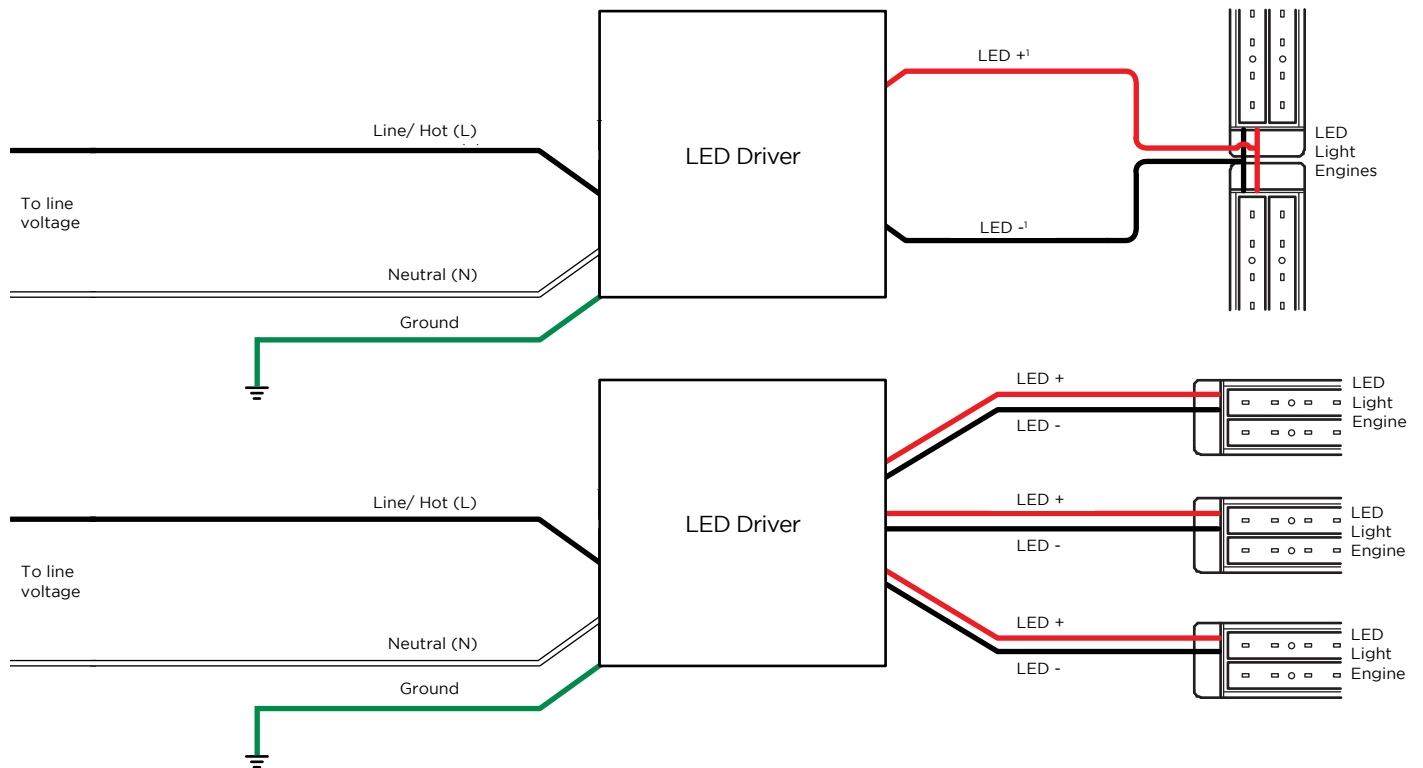 LED +¹
Line/ Hot (L)
LED Driver
LED
Light
Engines
To line
voltage
LED -¹
Neutral (N)
Ground
LED +
LED
Light
Engine
LED -
Line/ Hot (L)
LED Driver
LED +
LED
Light
Engine
LED -
To line
voltage
LED +
LED
Light
Engine
LED -
Neutral (N)
Ground